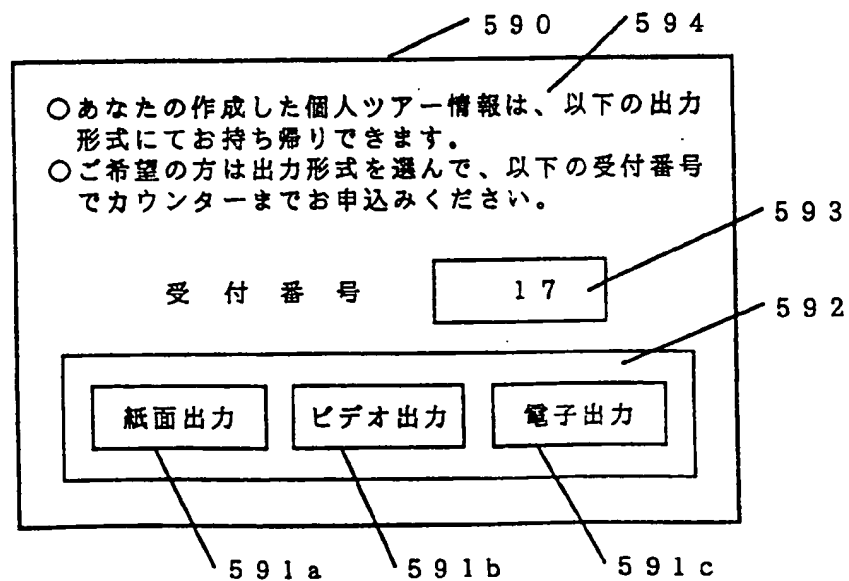 590
594
○あなたの作成した個人ツアー情報は、以下の出力
形式にてお持ち帰りできます。
○ご希望の方は出力形式を選んで、以下の受付番号
でカウンターまでお申込みください。
593
受付番号 17
592
紙面出力 ビデオ出力 電子出力
591a 591b 591c